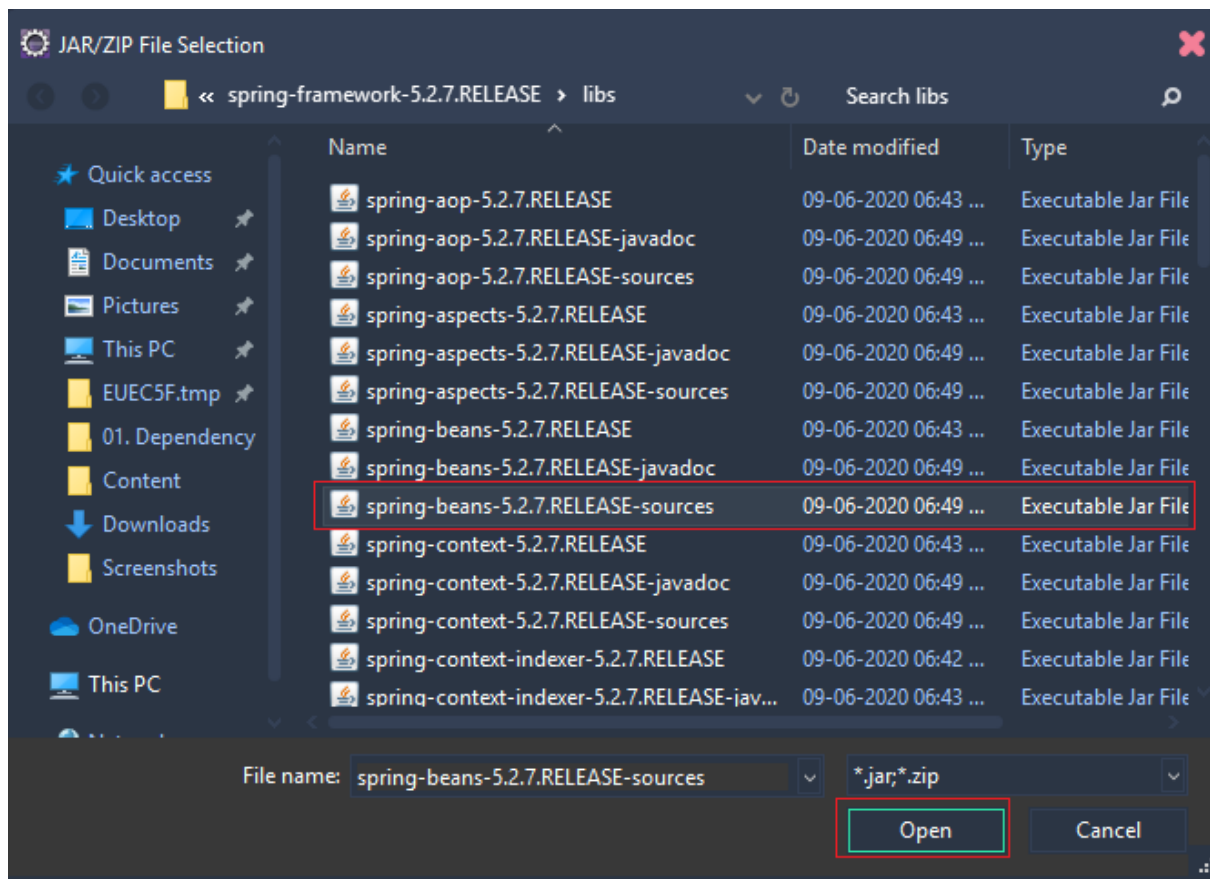 JAR/ZIP File Selection
« spring-framework-5.2.7.RELEASE › libs
Search libs
Name Date modified Type
Quick access
Desktop
Documents
Pictures
This PC
EUEC5F.tmp
01. Dependency
Content
Downloads
Screenshots
OneDrive
This PC
spring-aop-5.2.7.RELEASE 09-06-2020 06:43 ... Executable Jar File
spring-aop-5.2.7.RELEASE-javadoc 09-06-2020 06:49 ... Executable Jar File
spring-aop-5.2.7.RELEASE-sources 09-06-2020 06:49 ... Executable Jar File
spring-aspects-5.2.7.RELEASE 09-06-2020 06:43 ... Executable Jar File
spring-aspects-5.2.7.RELEASE-javadoc 09-06-2020 06:49 ... Executable Jar File
spring-aspects-5.2.7.RELEASE-sources 09-06-2020 06:49 ... Executable Jar File
spring-beans-5.2.7.RELEASE 09-06-2020 06:43 ... Executable Jar File
spring-beans-5.2.7.RELEASE-javadoc 09-06-2020 06:49 ... Executable Jar File
spring-beans-5.2.7.RELEASE-sources 09-06-2020 06:49 ... Executable Jar File
spring-context-5.2.7.RELEASE 09-06-2020 06:43 ... Executable Jar File
spring-context-5.2.7.RELEASE-javadoc 09-06-2020 06:49 ... Executable Jar File
spring-context-5.2.7.RELEASE-sources 09-06-2020 06:49 ... Executable Jar File
spring-context-indexer-5.2.7.RELEASE 09-06-2020 06:42 ... Executable Jar File
spring-context-indexer-5.2.7.RELEASE-jav... 09-06-2020 06:43 ... Executable Jar File
File name: spring-beans-5.2.7.RELEASE-sources *.jar;*.zip
Open Cancel